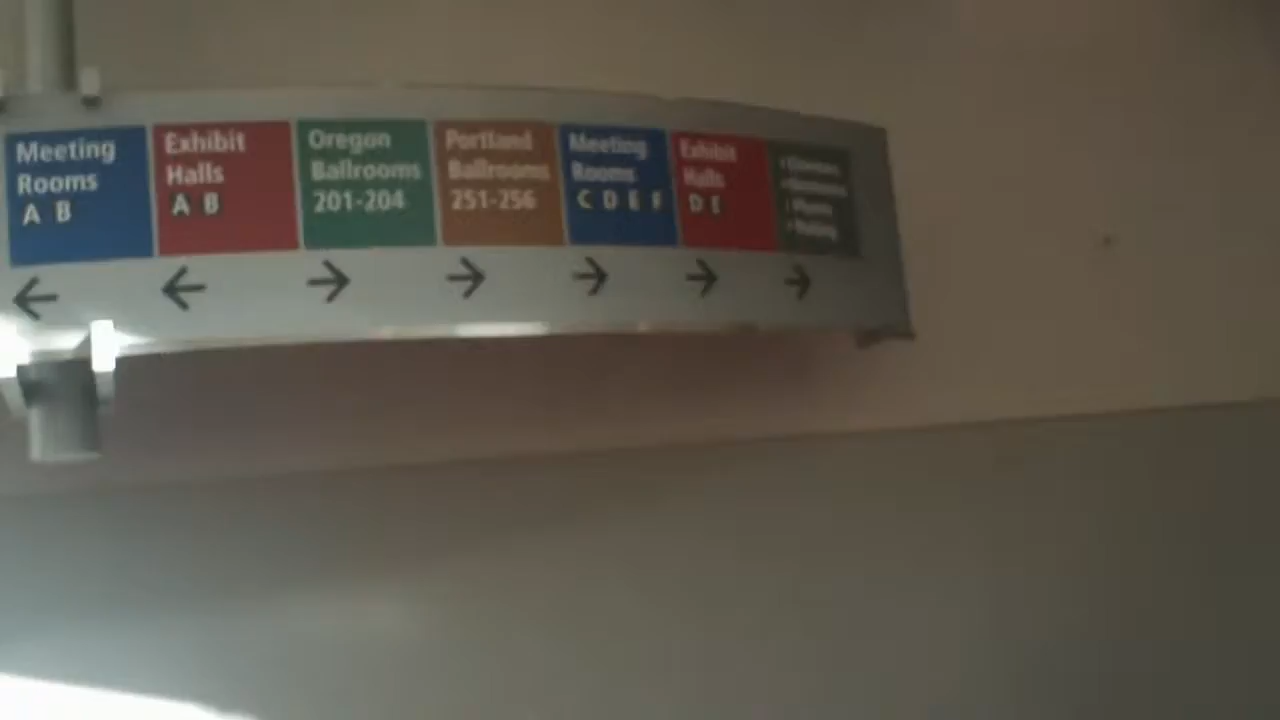 Meeting
Rooms
A B
Exhibit
Halls
A B
Oregon
Ballrooms
201-204
Portland
Ballrooms
251-256
Meeting
Rooms
C D E F
Exhibit
Halls
D E